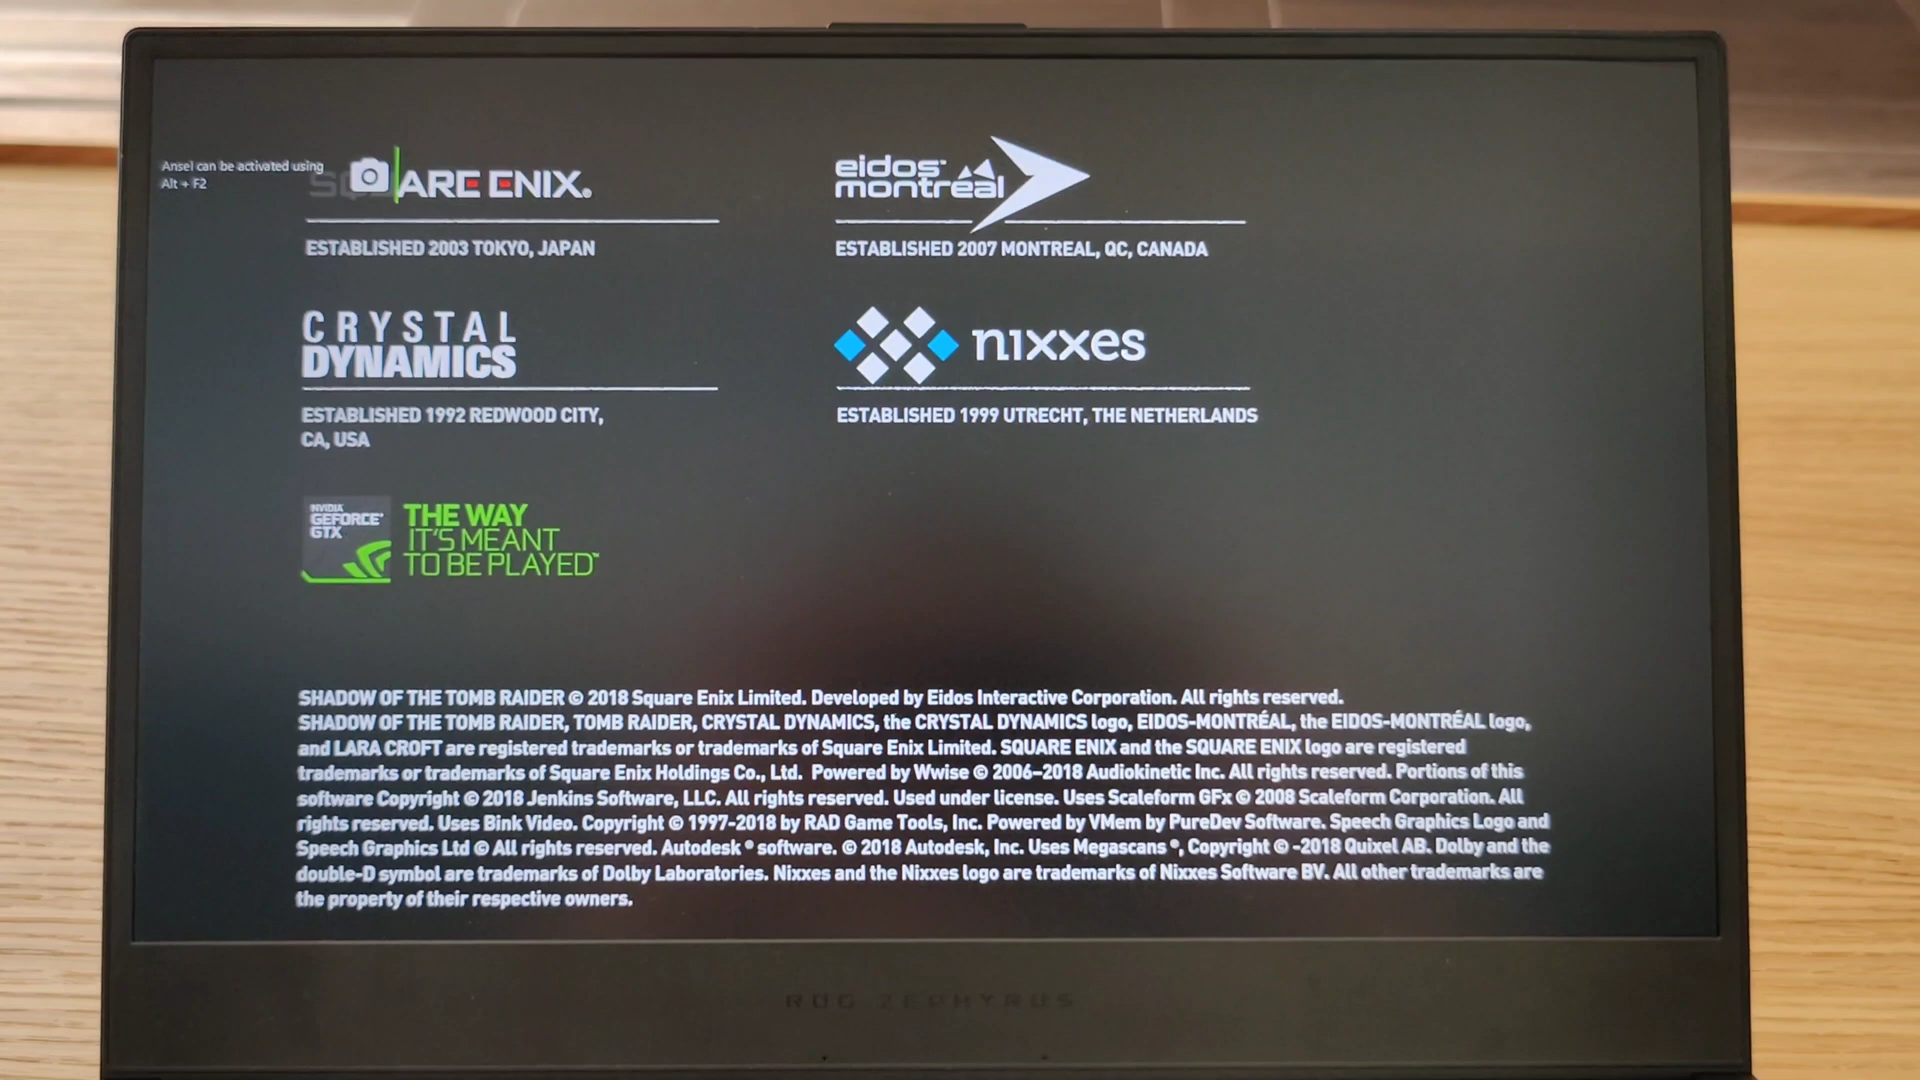 Ansel can be activated using
Alt + F2
SQUARE ENIX.
ESTABLISHED 2003 TOKYO, JAPAN
eidos
montréal
ESTABLISHED 2007 MONTREAL, QC, CANADA
CRYSTAL
DYNAMICS
ESTABLISHED 1992 REDWOOD CITY,
CA, USA
nixxes
ESTABLISHED 1999 UTRECHT, THE NETHERLANDS
NVIDIA
GEFORCE®
GTX
THE WAY
IT'S MEANT
TO BE PLAYED™
SHADOW OF THE TOMB RAIDER © 2018 Square Enix Limited. Developed by Eidos Interactive Corporation. All rights reserved.
SHADOW OF THE TOMB RAIDER, TOMB RAIDER, CRYSTAL DYNAMICS, the CRYSTAL DYNAMICS logo, EIDOS-MONTRÉAL, the EIDOS-MONTRÉAL logo,
and LARA CROFT are registered trademarks or trademarks of Square Enix Limited. SQUARE ENIX and the SQUARE ENIX logo are registered
trademarks or trademarks of Square Enix Holdings Co., Ltd. Powered by Wwise © 2006–2018 Audiokinetic Inc. All rights reserved. Portions of this
software Copyright © 2018 Jenkins Software, LLC. All rights reserved. Used under license. Uses Scaleform GFx © 2008 Scaleform Corporation. All
rights reserved. Uses Bink Video. Copyright © 1997-2018 by RAD Game Tools, Inc. Powered by VMem by PureDev Software. Speech Graphics Logo and
Speech Graphics Ltd © All rights reserved. Autodesk ® software. © 2018 Autodesk, Inc. Uses Megascans ®, Copyright © -2018 Quixel AB. Dolby and the
double-D symbol are trademarks of Dolby Laboratories. Nixxes and the Nixxes logo are trademarks of Nixxes Software BV. All other trademarks are
the property of their respective owners.
ROG ZEPHYRUS